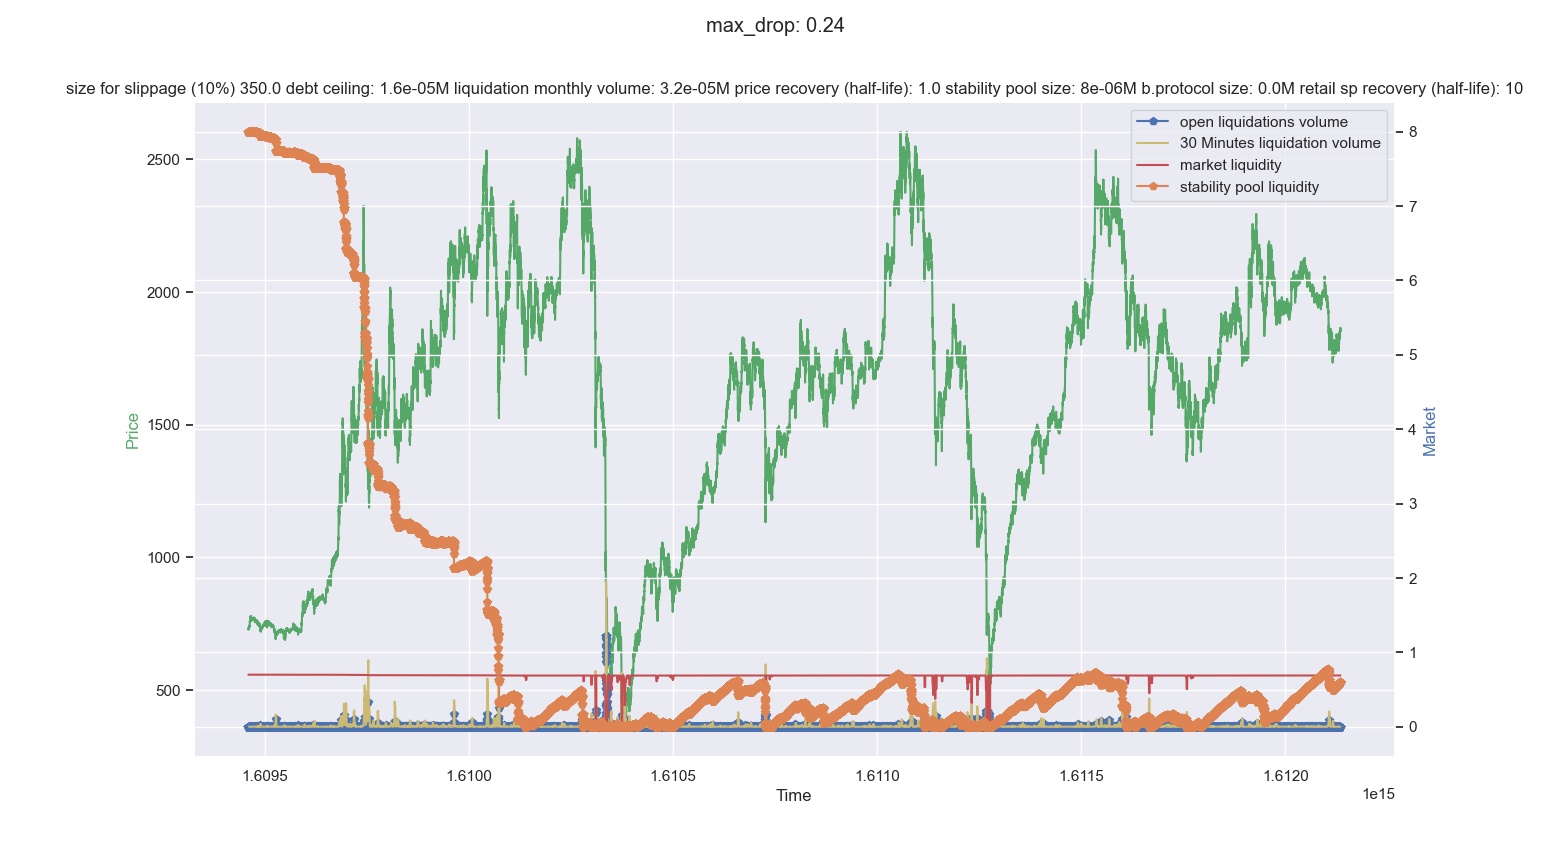 max_drop: 0.24
size for slippage (10%) 350.0 debt ceiling: 1.6e-05M liquidation monthly volume: 3.2e-05M price recovery (half-life): 1.0 stability pool size: 8e-06M b.protocol size: 0.0M retail sp recovery (half-life): 10
open liquidations volume
30 Minutes liquidation volume
market liquidity
stability pool liquidity
2500
2000
1500
1000
500
Price
8
7
6
5
4
3
2
1
0
Market
1.6095
1.6100
1.6105
1.6110
1.6115
1.6120
1e15
Time